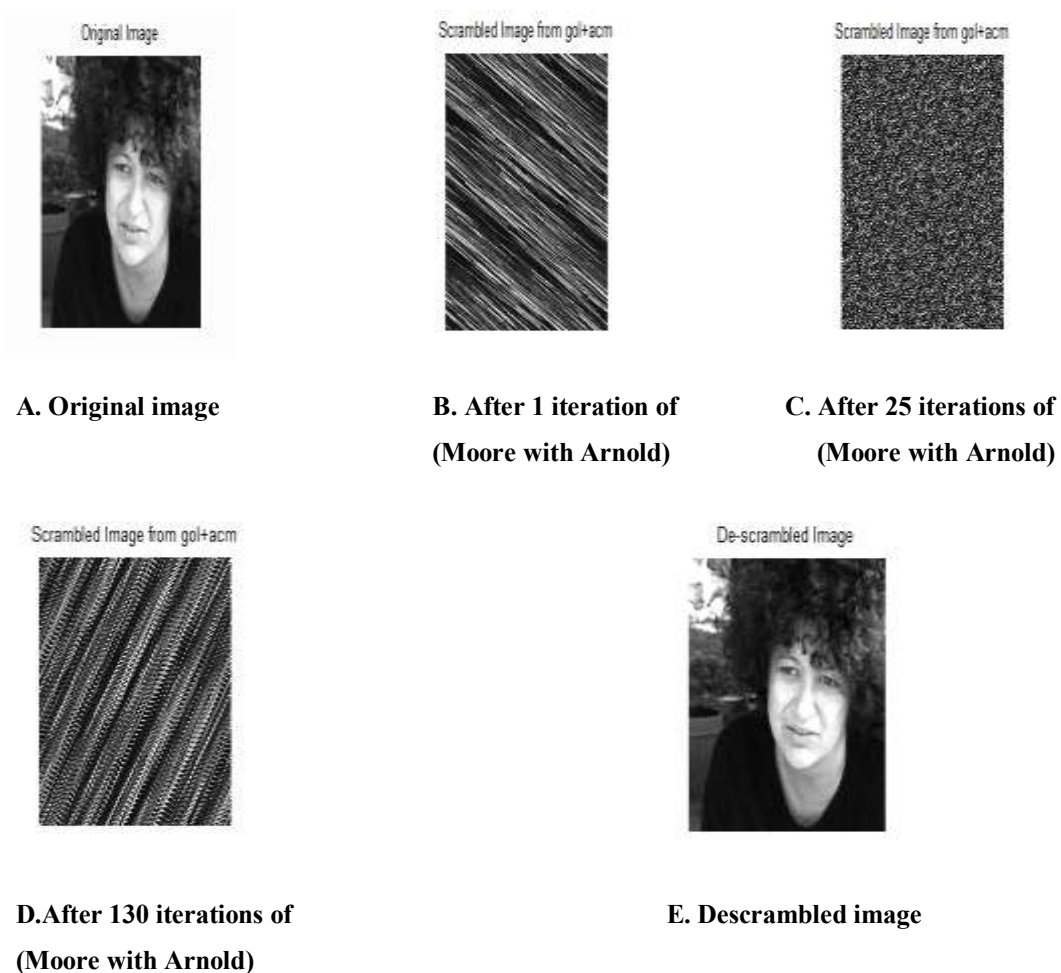 Original Image
Scrambled Image from gol+acm
Scrambled Image from gol+acm
A. Original image
B. After 1 iteration of
(Moore with Arnold)
C. After 25 iterations of
(Moore with Arnold)
Scrambled Image from gol+acm
De-scrambled Image
D.After 130 iterations of
(Moore with Arnold)
E. Descrambled image